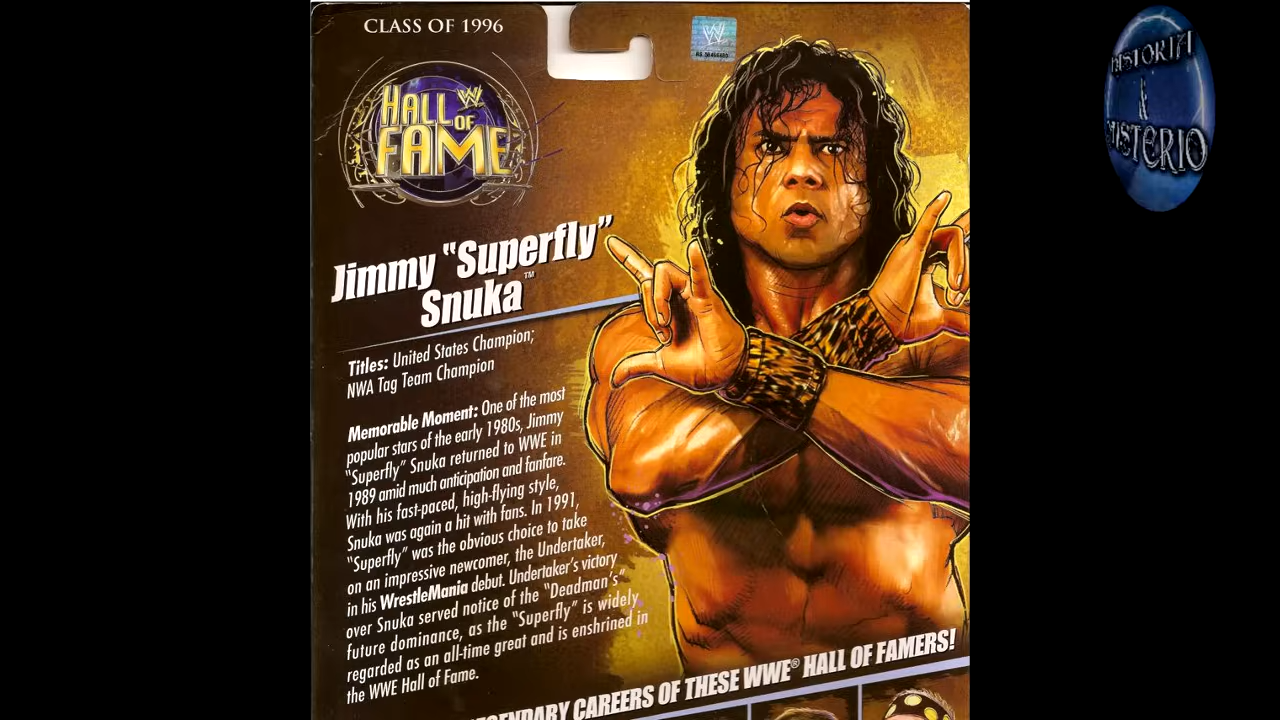 CLASS OF 1996
W
HALL OF
FAME
HISTORIA
&
MISTERIO
Jimmy “Superfly”
Snuka™
Titles: United States Champion;
NWA Tag Team Champion
Memorable Moment: One of the most
popular stars of the early 1980s, Jimmy
“Superfly” Snuka returned to WWE in
1989 amid much anticipation and fanfare.
With his fast-paced, high-flying style,
Snuka was again a hit with fans. In 1991,
“Superfly” was the obvious choice to take
on an impressive newcomer, the Undertaker,
in his WrestleMania debut. Undertaker’s victory
over Snuka served notice of the “Deadman’s”
future dominance, as the “Superfly” is widely
regarded as an all-time great and is enshrined in
the WWE Hall of Fame.
CAREERS OF THESE WWE® HALL OF FAMERS!